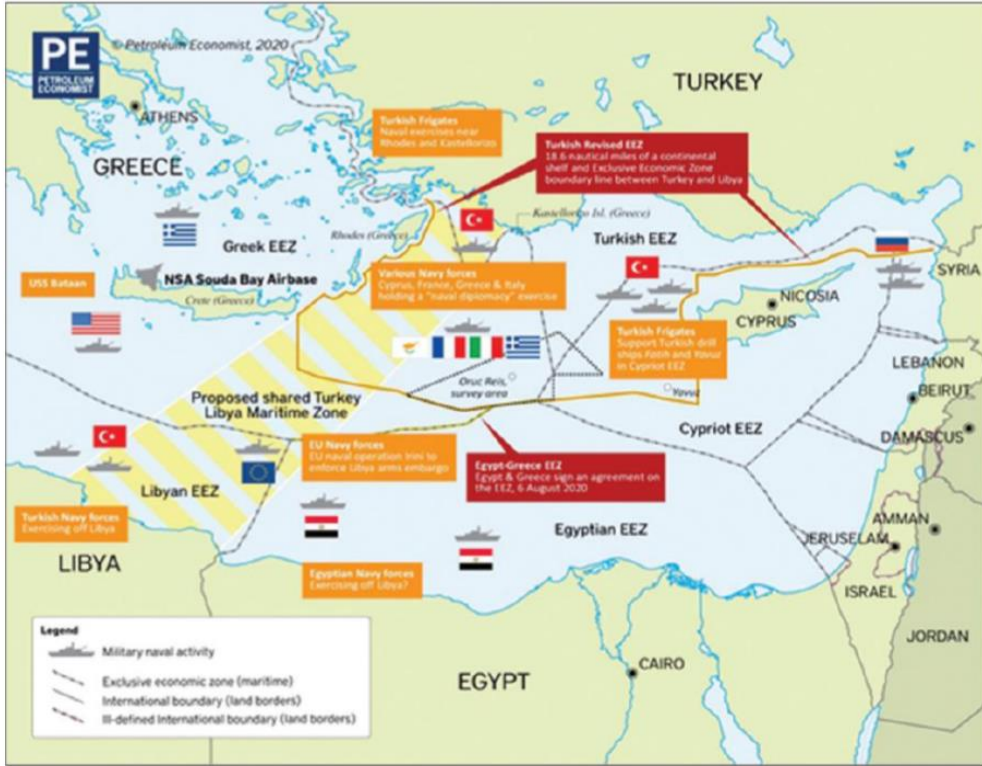 PE
PETROLEUM
ECONOMIST
© Petroleum Economist, 2020
TURKEY
ATHENS
GREECE
Turkish Frigates
Naval exercises near
Rhodes and Castellorizo
Turkish Revised EEZ
18.6 nautical miles of a continental
shelf and Exclusive Economic Zone
boundary line between Turkey and Libya
Kastellorizo Isl. (Greece)
Rhodes (Greece)
Greek EEZ
Turkish EEZ
NSA Souda Bay Airbase
Crete (Greece)
USS Bataan
Various Navy forces
Cyprus, France, Greece & Italy
holding a "naval diplomacy" exercise
SYRIA
NICOSIA
CYPRUS
Turkish Frigates
Support Turkish drill
ships Fatih and Yavuz
in Cypriot EEZ
LEBANON
BEIRUT
Oruc Reis,
survey area
Yavuz
Proposed shared Turkey
Libya Maritime Zone
Cypriot EEZ
DAMASCUS
EU Navy forces
EU naval operation Irini to
enforce Libya arms embargo
Egypt-Greece EEZ
Egypt & Greece sign an agreement on
the EEZ, 6 August 2020
Libyan EEZ
Turkish Navy forces
Exercising off Libya
Egyptian EEZ
AMMAN
JERUSELAM
LIBYA
Egyptian Navy forces
Exercising off Libya?
ISRAEL
JORDAN
Legend
Military naval activity
Exclusive economic zone (maritime)
International boundary (land borders)
Ill-defined International boundary (land borders)
EGYPT
CAIRO